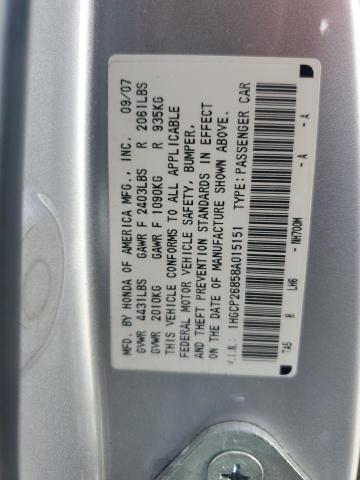 MFD. BY HONDA OF AMERICA MFG., INC. 09/07
GVWR 4431LBS GAWR F 2403LBS R 2061LBS
GVWR 2010KG GAWR F 1090KG R 935KG
THIS VEHICLE CONFORMS TO ALL APPLICABLE
FEDERAL MOTOR VEHICLE SAFETY, BUMPER,
AND THEFT PREVENTION STANDARDS IN EFFECT
ON THE DATE OF MANUFACTURE SHOWN ABOVE.
V.I.N.: 1HGCP26858A015151 TYPE: PASSENGER CAR
TA5 8 LH6 - NH700M - A - A